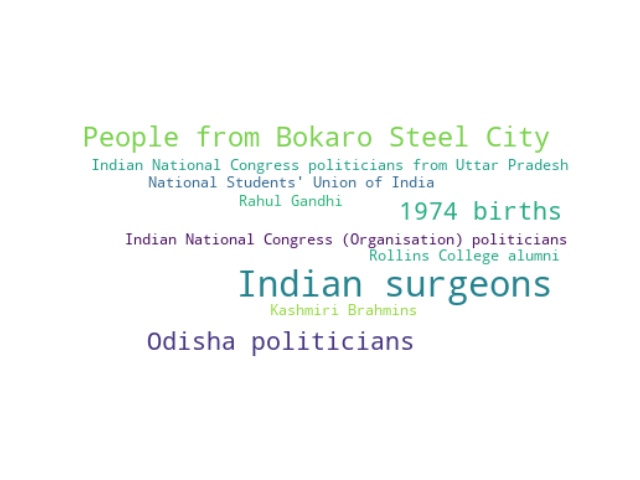 People from Bokaro Steel City
Indian National Congress politicians from Uttar Pradesh
National Students' Union of India
Rahul Gandhi
1974 births
Indian National Congress (Organisation) politicians
Rollins College alumni
Indian surgeons
Kashmiri Brahmins
Odisha politicians